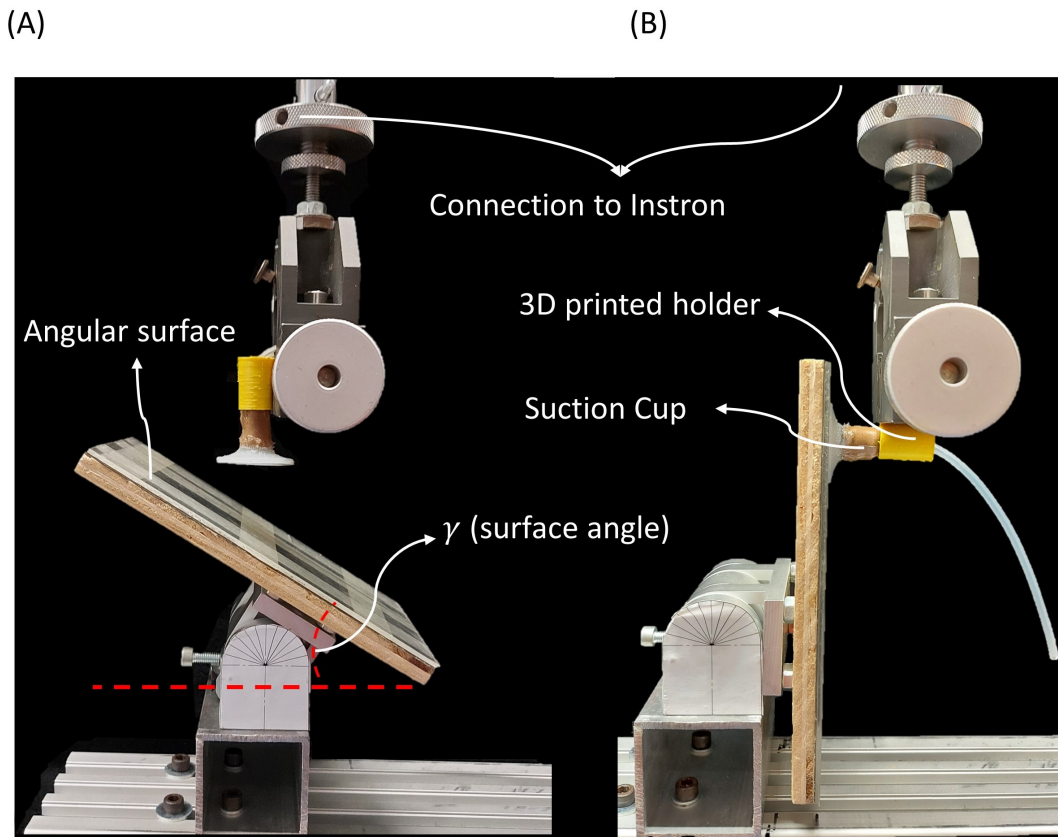 (A)
(B)
Connection to Instron
3D printed holder
Angular surface
Suction Cup
γ (surface angle)